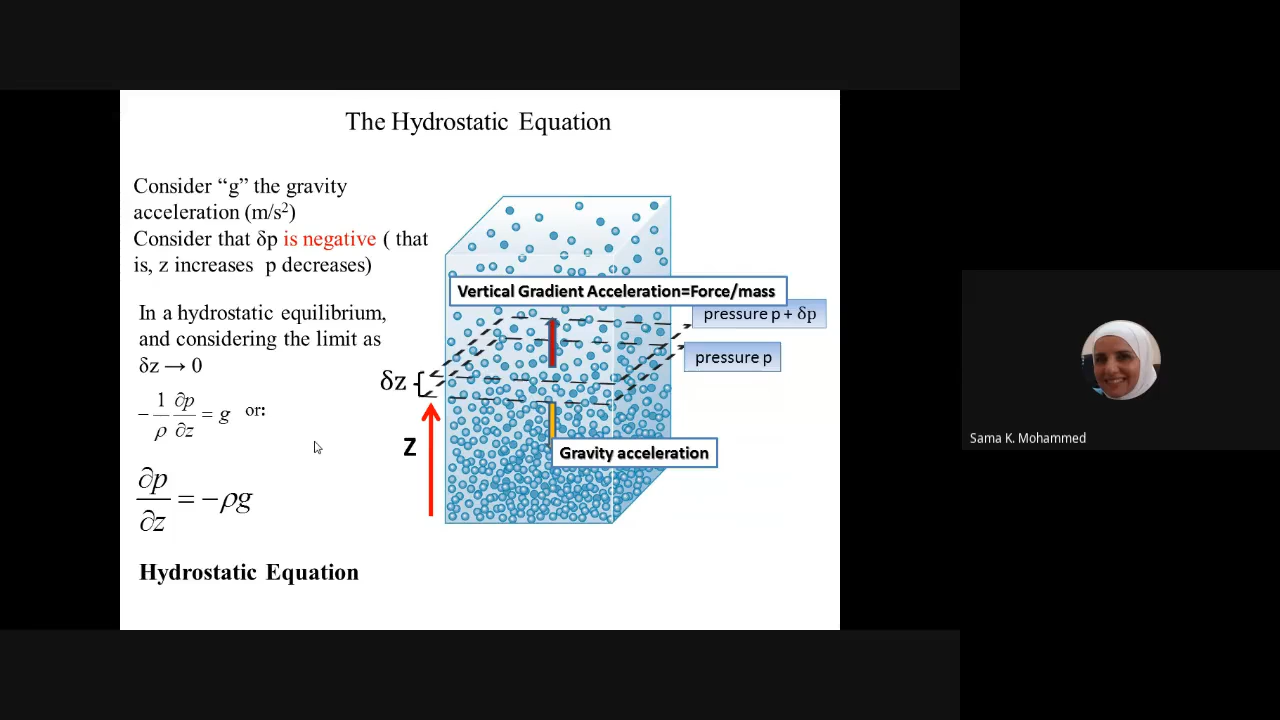 The Hydrostatic Equation
Consider “g” the gravity
acceleration (m/s²)
Consider that δp is negative ( that
is, z increases p decreases)
In a hydrostatic equilibrium,
and considering the limit as
δz → 0
− 1/ρ ∂p/∂z = g or:
∂p/∂z = −ρg
Hydrostatic Equation
Vertical Gradient Acceleration=Force/mass
pressure p + δp
pressure p
δz
Z
Gravity acceleration
Sama K. Mohammed